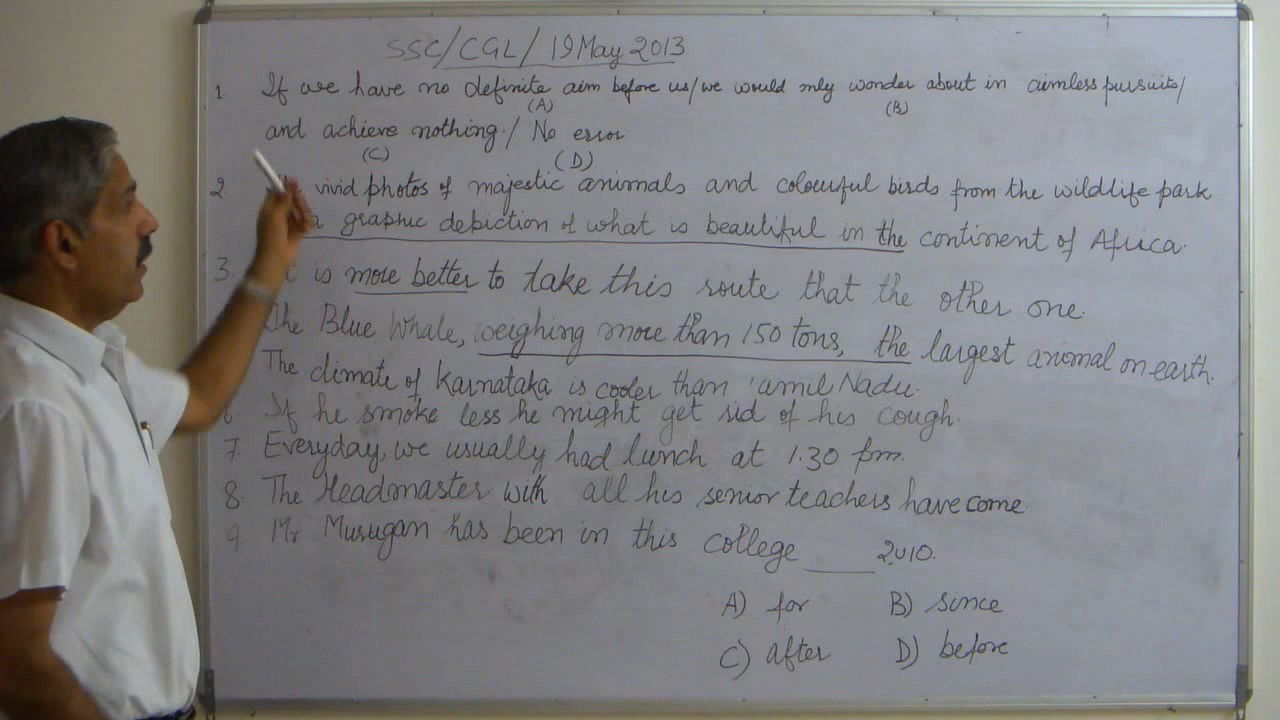 SSC/CGL/19 May 2013
1 If we have no definite aim before us/we would only wonder about in aimless pursuits/
(A) (B)
and achieve nothing./ No error
(C) (D)
2 vivid photos of majestic animals and colourful birds from the wildlife park
a graphic depiction of what is beautiful in the continent of Africa.
3. t is more better to take this route that the other one.
The Blue Whale, weighing more than 150 tons, the largest animal on earth.
The climate of Karnataka is cooler than amil Nadu.
6 If he smoke less he might get rid of his cough.
7. Everyday, we usually had lunch at 1.30 pm.
8. The Headmaster with all his senior teachers have come.
9 Mr Murugan has been in this college ____ 2010.
A) for B) since
C) after D) before